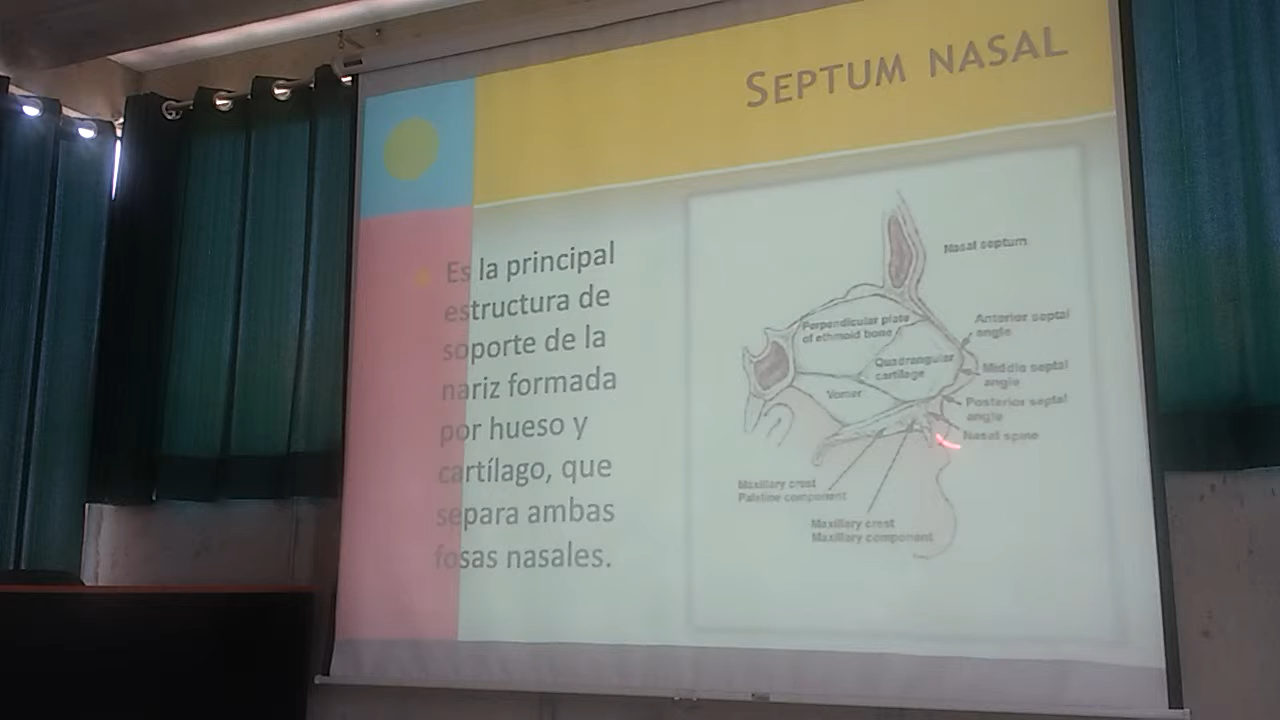 SEPTUM NASAL
Es la principal
estructura de
soporte de la
nariz formada
por hueso y
cartílago, que
separa ambas
fosas nasales.
Nasal septum
Perpendicular plate
of ethmoid bone
Anterior septal
angle
Quadrangular
cartilage
Middle septal
angle
Vomer
Posterior septal
angle
Nasal spine
Maxillary crest
Palatine component
Maxillary crest
Maxillary component